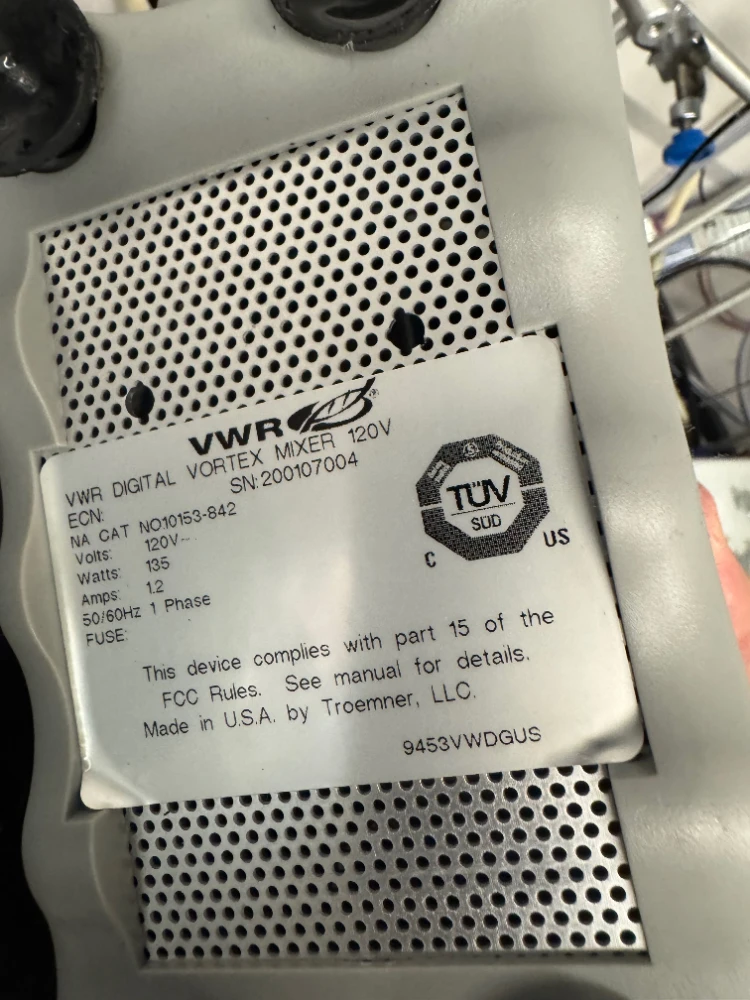 VWR
VWR DIGITAL VORTEX MIXER 120V
ECN: SN:200107004
NA CAT NO10153-842
Volts: 120V~
Watts: 135
Amps: 1.2
50/60Hz 1 Phase
FUSE:
TÜV
SÜD
C US
This device complies with part 15 of the
FCC Rules. See manual for details.
Made in U.S.A. by Troemner, LLC.
9453VWDGUS